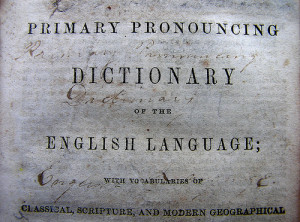 PRIMARY PRONOUNCING
DICTIONARY
OF THE
ENGLISH LANGUAGE;
WITH VOCABULARIES OF
CLASSICAL, SCRIPTURE, AND MODERN GEOGRAPHICAL